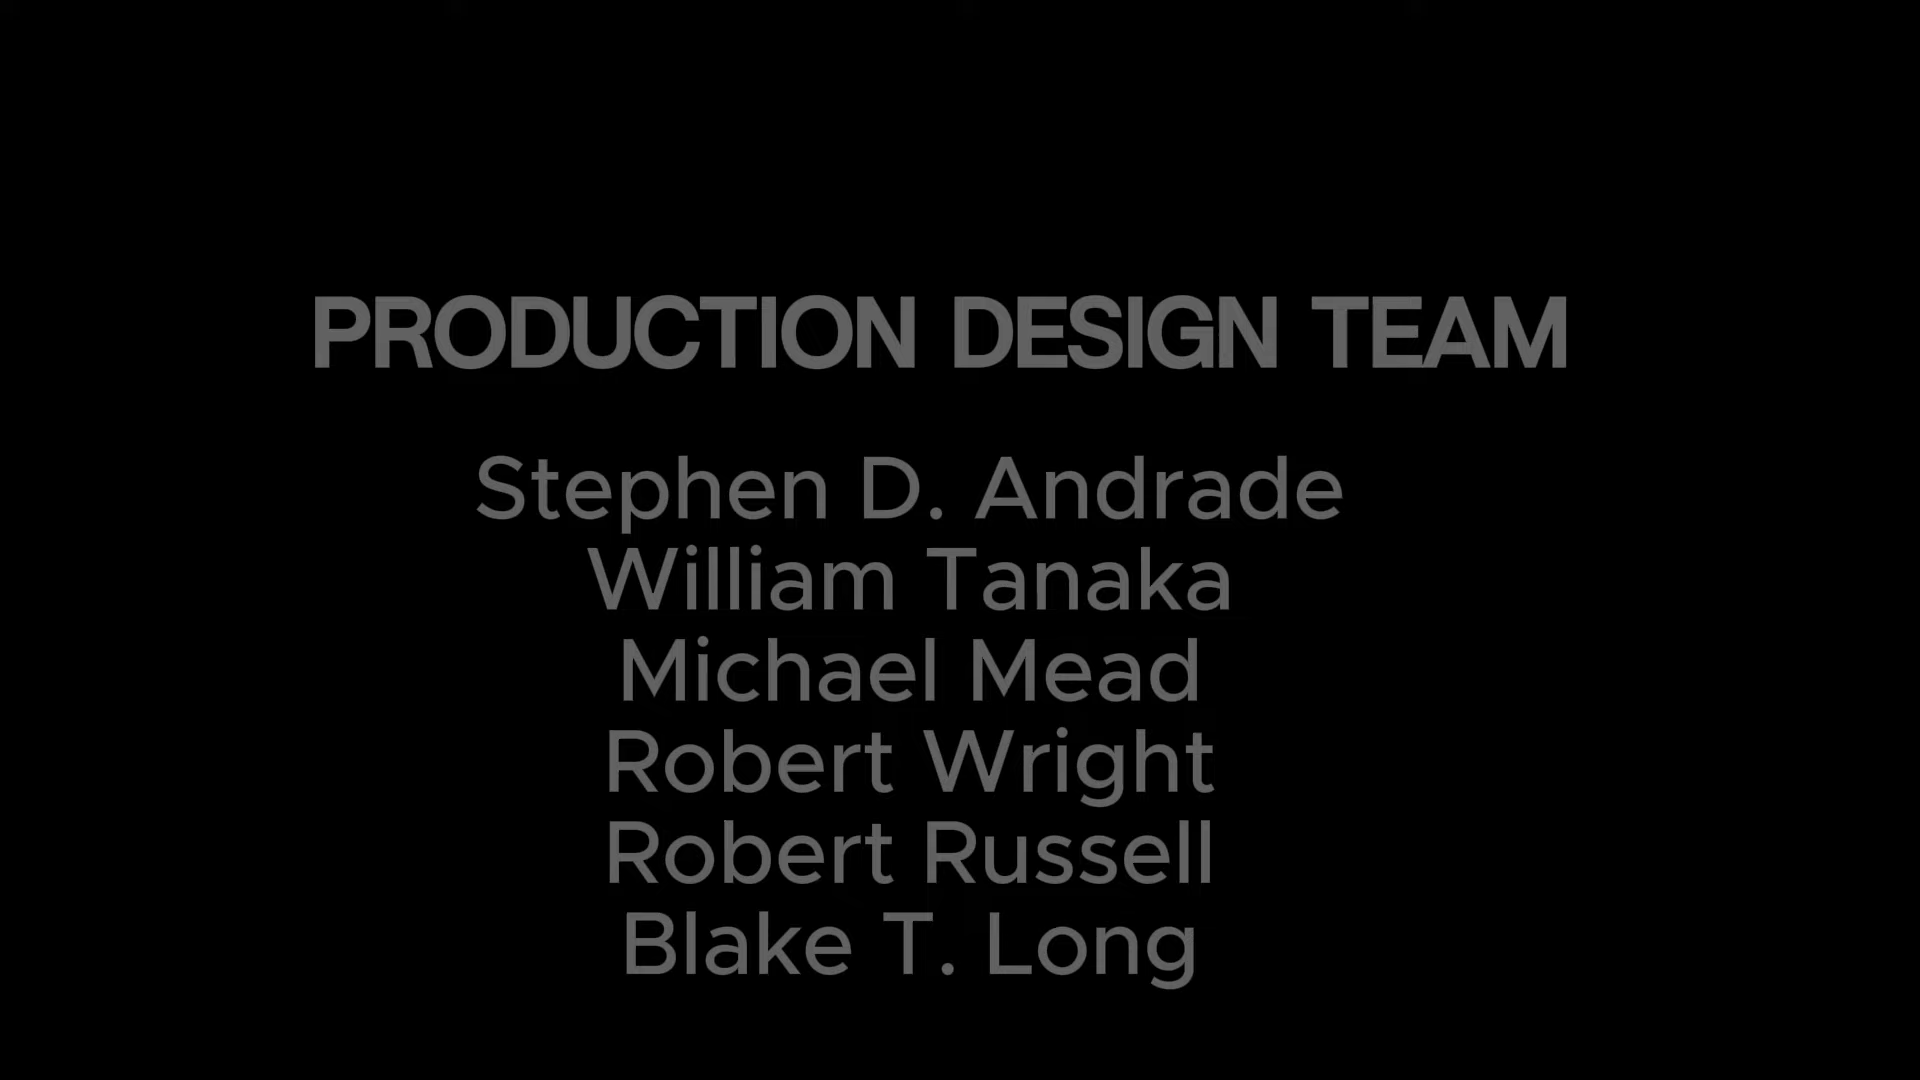 PRODUCTION DESIGN TEAM
Stephen D. Andrade
William Tanaka
Michael Mead
Robert Wright
Robert Russell
Blake T. Long